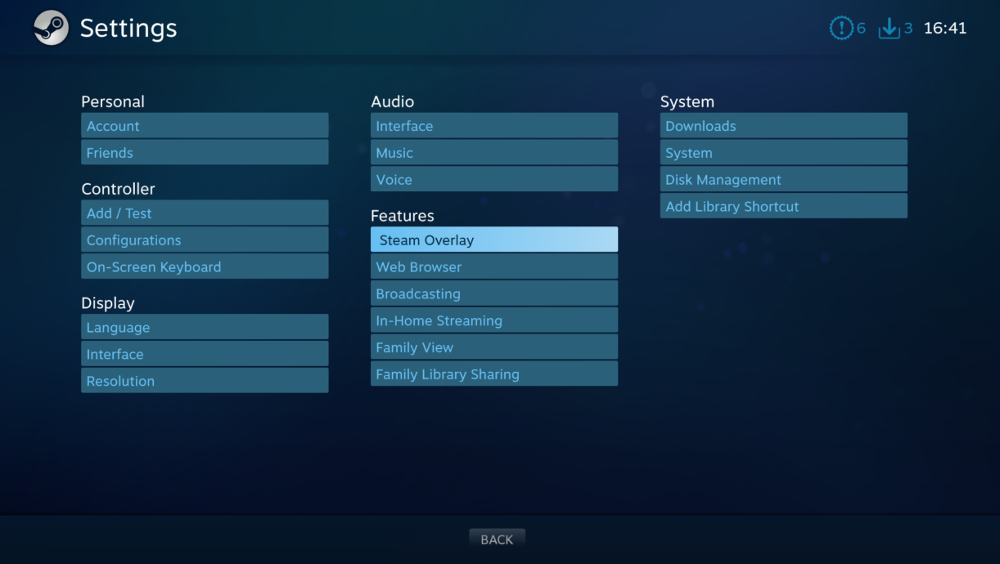 Settings
6
3
16:41
Personal
Account
Friends
Controller
Add / Test
Configurations
On-Screen Keyboard
Display
Language
Interface
Resolution
Audio
Interface
Music
Voice
Features
Steam Overlay
Web Browser
Broadcasting
In-Home Streaming
Family View
Family Library Sharing
System
Downloads
System
Disk Management
Add Library Shortcut
BACK